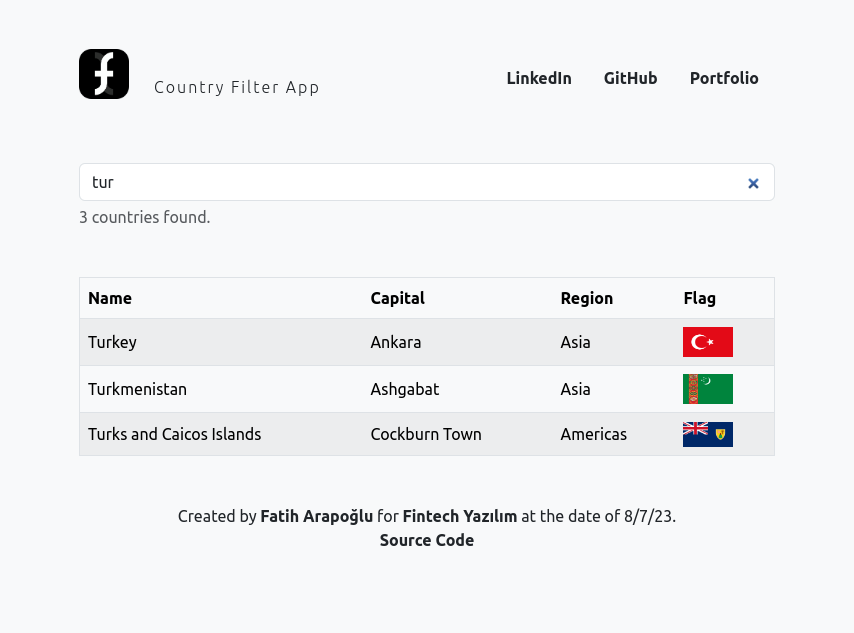 Country Filter App
LinkedIn GitHub Portfolio
tur
3 countries found.
Name Capital Region Flag
Turkey Ankara Asia
Turkmenistan Ashgabat Asia
Turks and Caicos Islands Cockburn Town Americas
Created by Fatih Arapoğlu for Fintech Yazılım at the date of 8/7/23.
Source Code